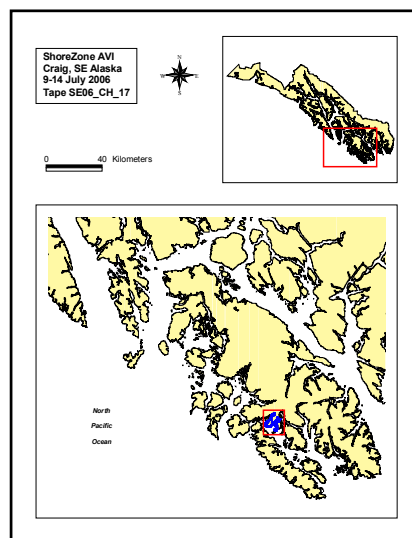 ShoreZone AVI
Craig, SE Alaska
9-14 July 2006
Tape SE06_CH_17
N
W E
S
0 40 Kilometers
North
Pacific
Ocean